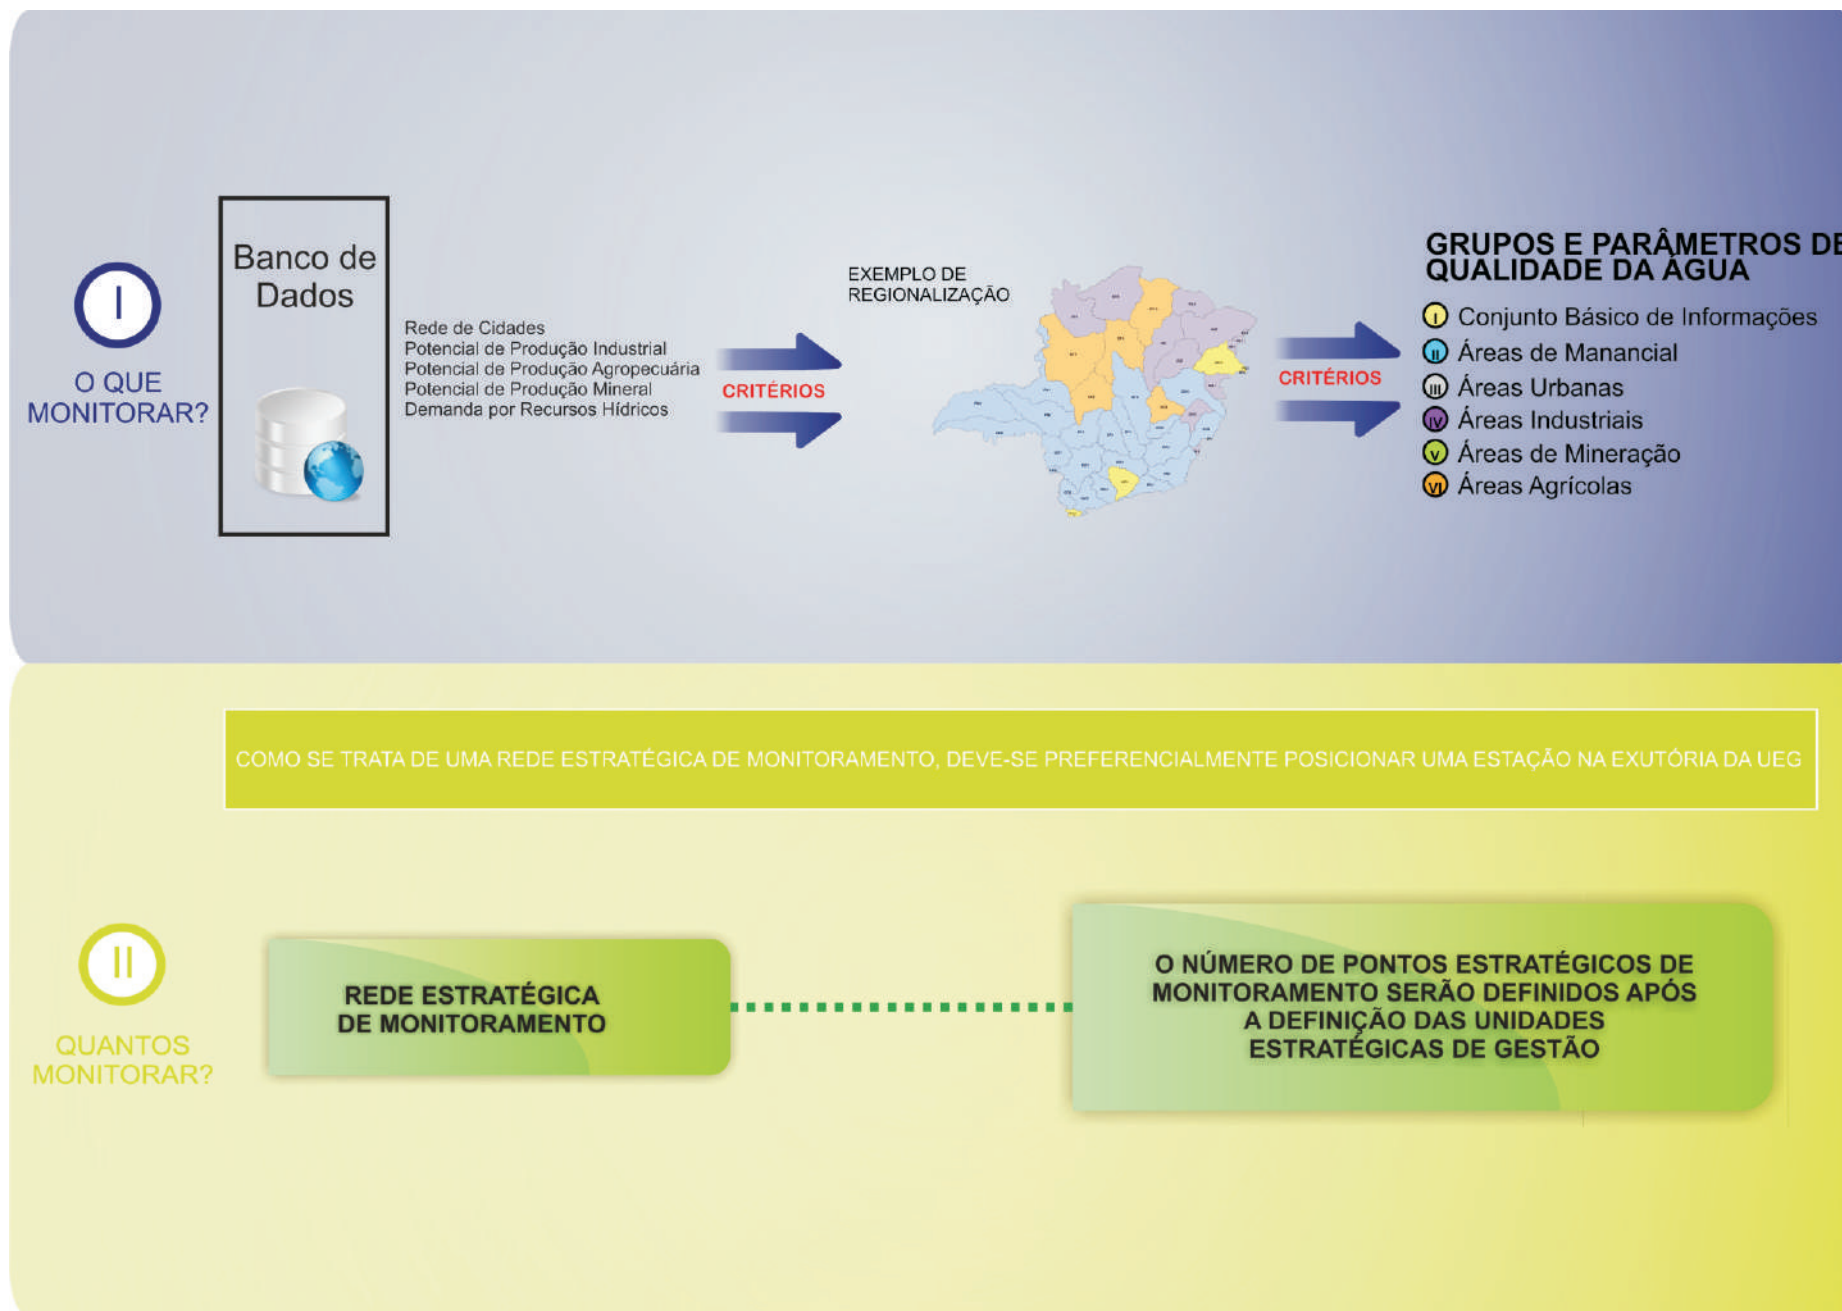 I
O QUE
MONITORAR?
Banco de
Dados
Rede de Cidades
Potencial de Produção Industrial
Potencial de Produção Agropecuária
Potencial de Produção Mineral
Demanda por Recursos Hídricos
CRITÉRIOS
EXEMPLO DE
REGIONALIZAÇÃO
CRITÉRIOS
GRUPOS E PARÂMETROS DE
QUALIDADE DA ÁGUA
I Conjunto Básico de Informações
II Áreas de Manancial
III Áreas Urbanas
IV Áreas Industriais
V Áreas de Mineração
VI Áreas Agrícolas
COMO SE TRATA DE UMA REDE ESTRATÉGICA DE MONITORAMENTO, DEVE-SE PREFERENCIALMENTE POSICIONAR UMA ESTAÇÃO NA EXUTÓRIA DA UEG
II
QUANTOS
MONITORAR?
REDE ESTRATÉGICA
DE MONITORAMENTO
O NÚMERO DE PONTOS ESTRATÉGICOS DE
MONITORAMENTO SERÃO DEFINIDOS APÓS
A DEFINIÇÃO DAS UNIDADES
ESTRATÉGICAS DE GESTÃO